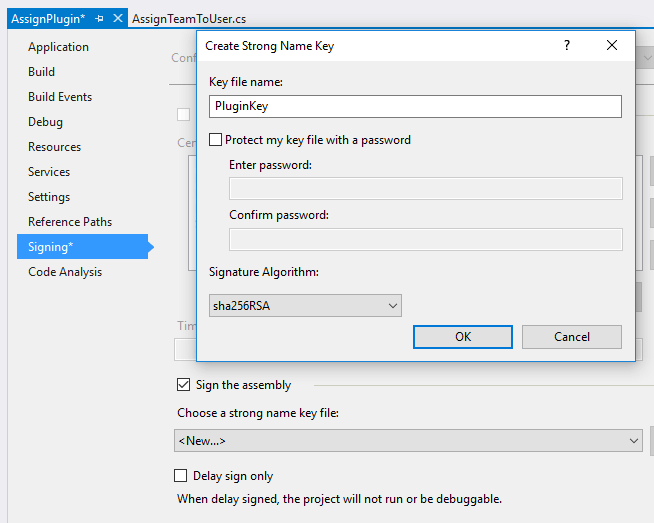 AssignPlugin*
AssignTeamToUser.cs
Application
Build
Build Events
Debug
Resources
Services
Settings
Reference Paths
Signing*
Code Analysis
Create Strong Name Key
?
Key file name:
PluginKey
Protect my key file with a password
Enter password:
Confirm password:
Signature Algorithm:
sha256RSA
OK
Cancel
Sign the assembly
Choose a strong name key file:
<New...>
Delay sign only
When delay signed, the project will not run or be debuggable.